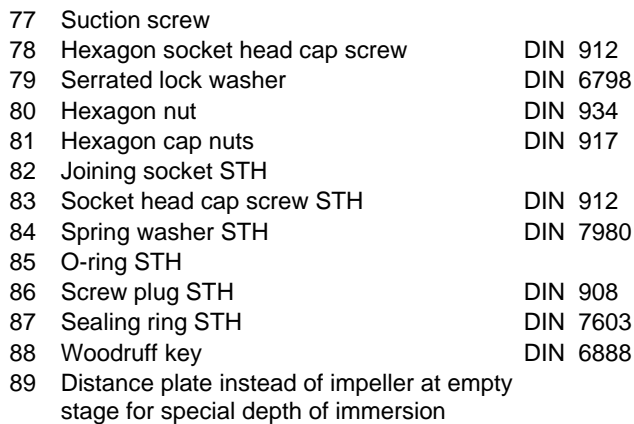 77 Suction screw
78 Hexagon socket head cap screw DIN 912
79 Serrated lock washer DIN 6798
80 Hexagon nut DIN 934
81 Hexagon cap nuts DIN 917
82 Joining socket STH
83 Socket head cap screw STH DIN 912
84 Spring washer STH DIN 7980
85 O-ring STH
86 Screw plug STH DIN 908
87 Sealing ring STH DIN 7603
88 Woodruff key DIN 6888
89 Distance plate instead of impeller at empty
stage for special depth of immersion